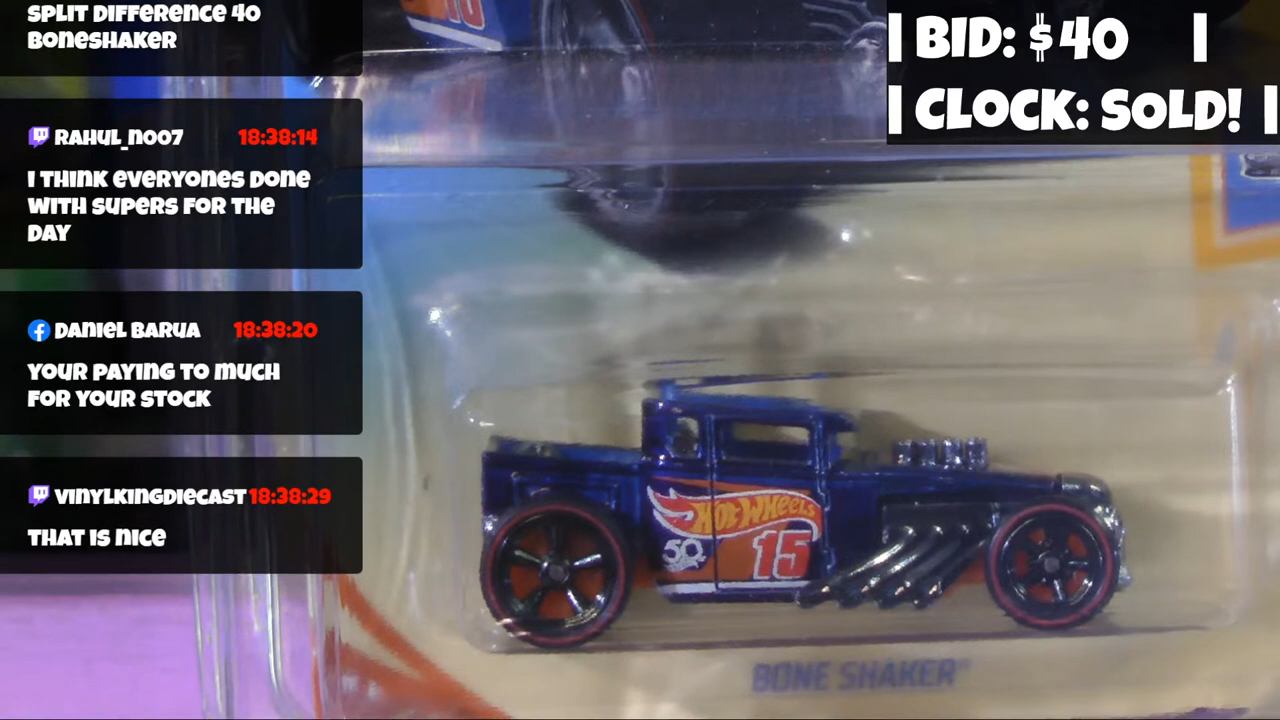 SPLIT DIFFERENCE 40
BONESHAKER
RAHUL_N007 18:38:14
I THINK EVERYONES DONE
WITH SUPERS FOR THE
DAY
DANIEL BARUA 18:38:20
YOUR PAYING TO MUCH
FOR YOUR STOCK
VINYLKINGDIECAST 18:38:29
THAT IS NICE
| BID: $40 |
| CLOCK: SOLD! |
15
HOT WHEELS
50
15
BONE SHAKER